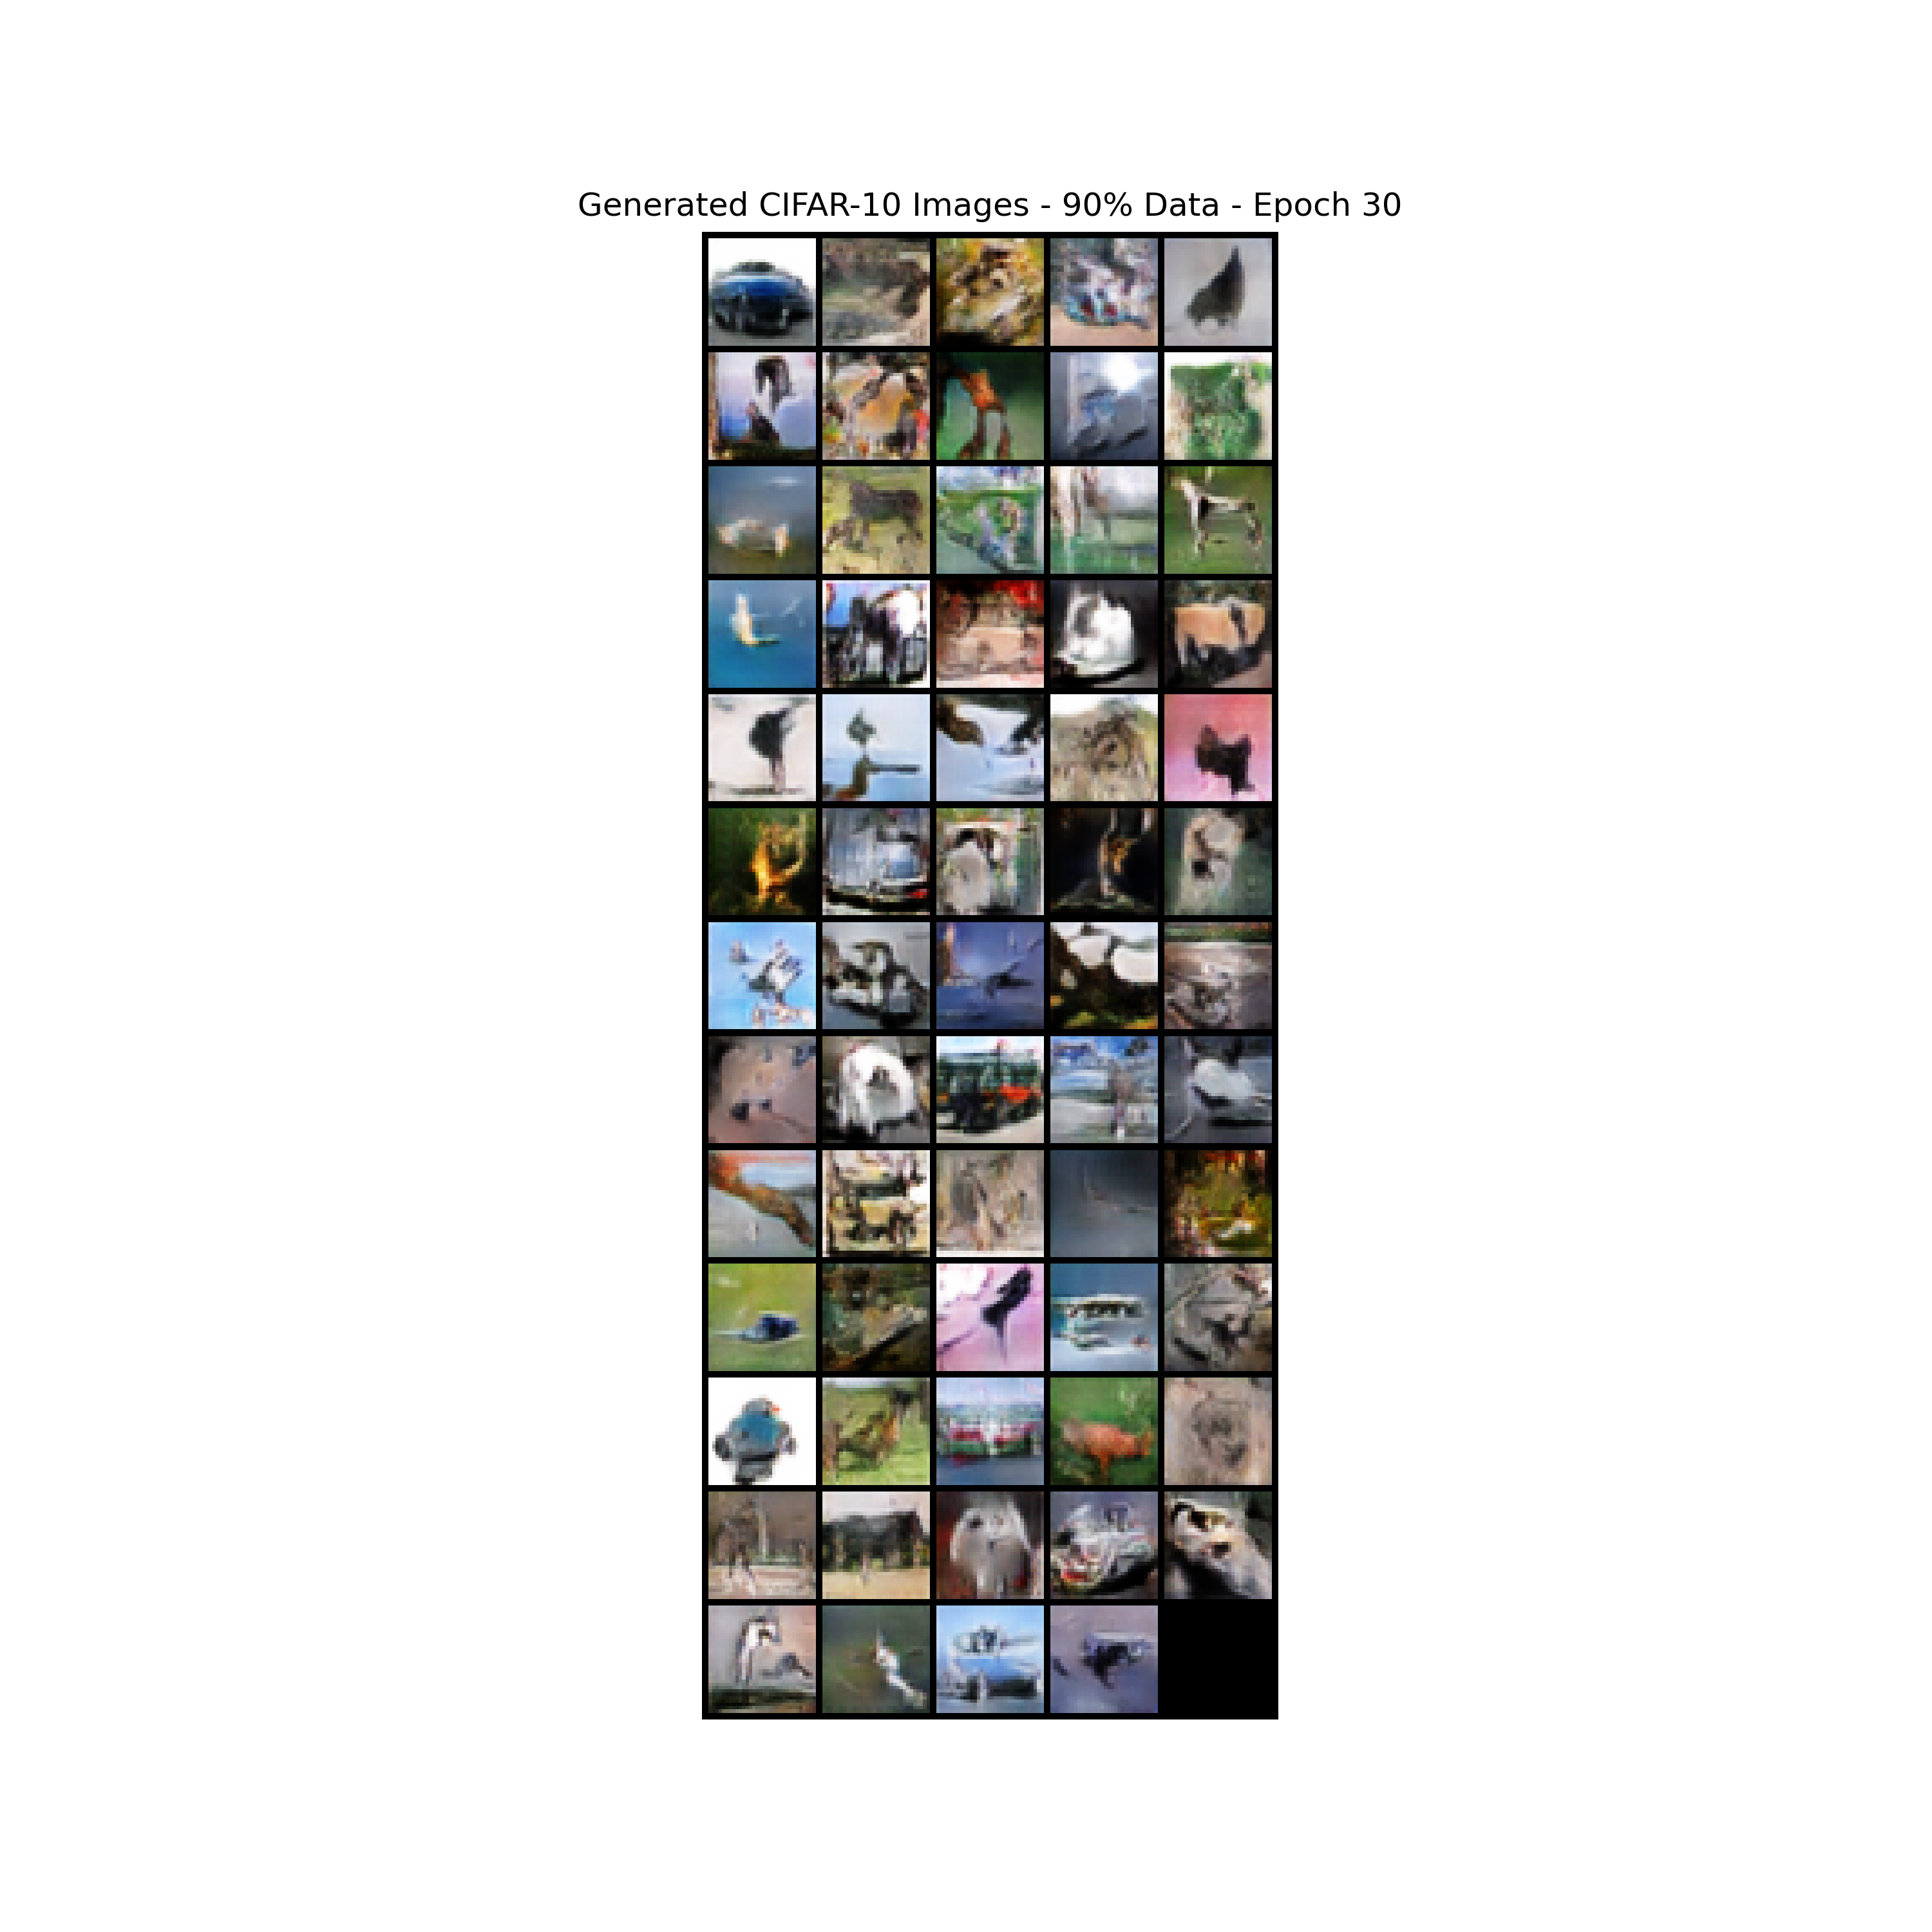 Generated CIFAR-10 Images - 90% Data - Epoch 30